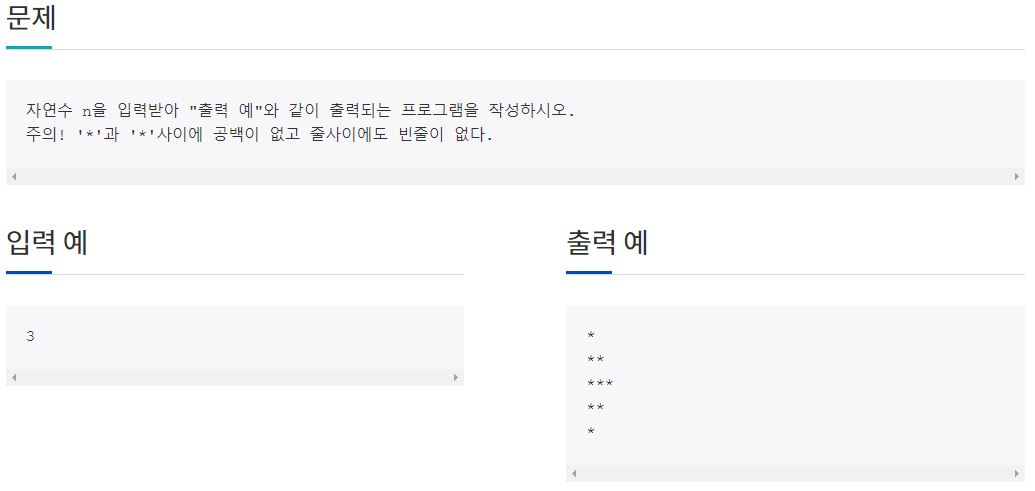 문제
자연수 n을 입력받아 "출력 예"와 같이 출력되는 프로그램을 작성하시오.
주의! '*'과 '*'사이에 공백이 없고 줄사이에도 빈줄이 없다.
입력 예
3
출력 예
*
**
***
**
*